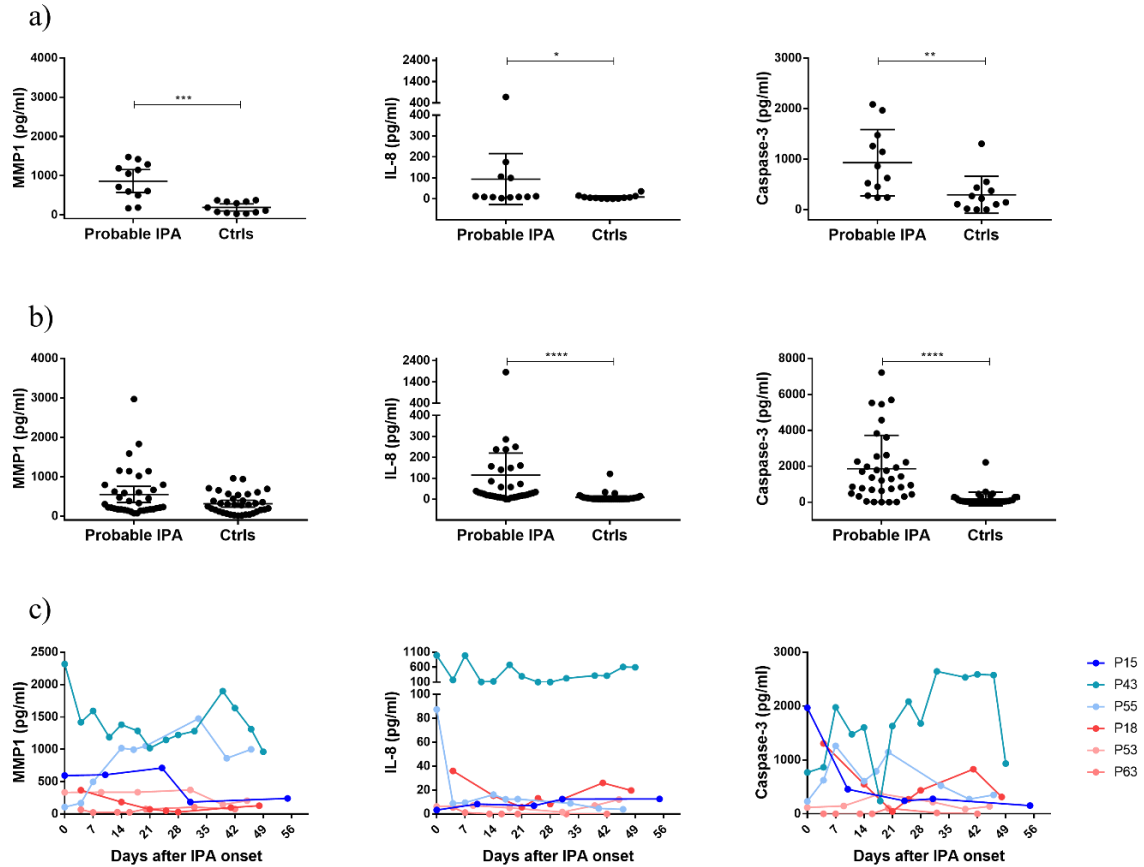 a)
MMP1 (pg/ml)
4000
3000
2000
1000
0
***
Probable IPA
Ctrls
IL-8 (pg/ml)
2400
1400
400
400
300
200
100
0
*
Probable IPA
Ctrls
Caspase-3 (pg/ml)
3000
2000
1000
0
**
Probable IPA
Ctrls
b)
MMP1 (pg/ml)
4000
3000
2000
1000
0
Probable IPA
Ctrls
IL-8 (pg/ml)
2400
1400
400
400
300
200
100
0
****
Probable IPA
Ctrls
Caspase-3 (pg/ml)
8000
6000
4000
2000
0
****
Probable IPA
Ctrls
c)
MMP1 (pg/ml)
2500
2000
1500
1000
500
0
0 7 14 21 28 35 42 49 56
Days after IPA onset
IL-8 (pg/ml)
1100
600
100
100
80
60
40
20
0
0 7 14 21 28 35 42 49 56
Days after IPA onset
Caspase-3 (pg/ml)
3000
2000
1000
0
0 7 14 21 28 35 42 49 56
Days after IPA onset
P15
P43
P55
P18
P53
P63